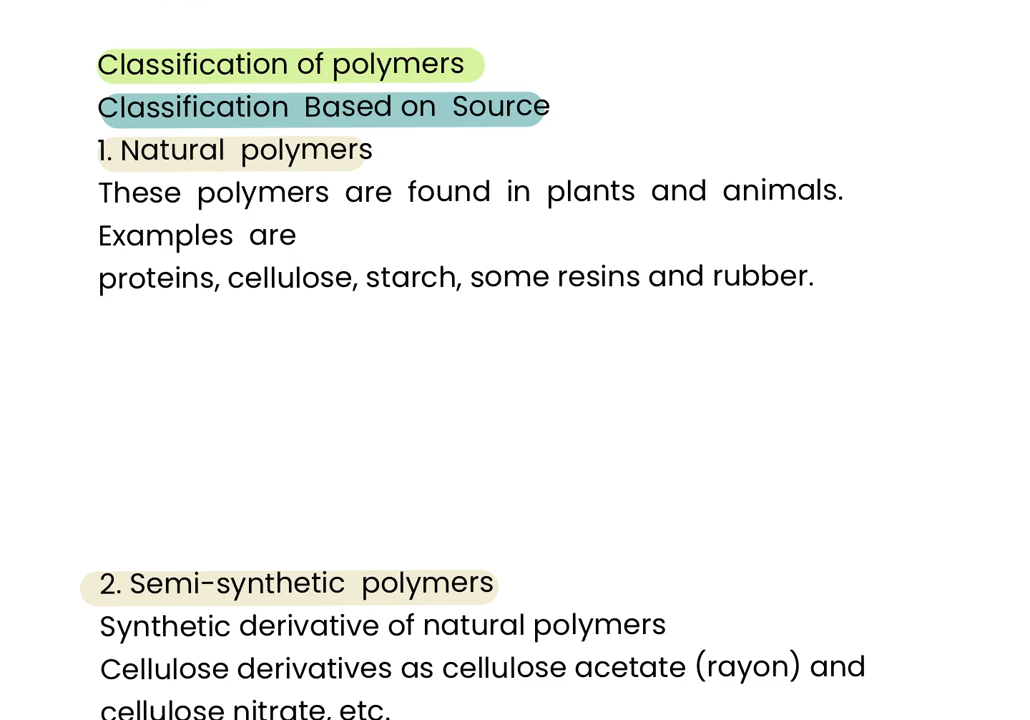 Classification of polymers
Classification Based on Source
1. Natural polymers
These polymers are found in plants and animals.
Examples are
proteins, cellulose, starch, some resins and rubber.
2. Semi-synthetic polymers
Synthetic derivative of natural polymers
Cellulose derivatives as cellulose acetate (rayon) and
cellulose nitrate, etc.